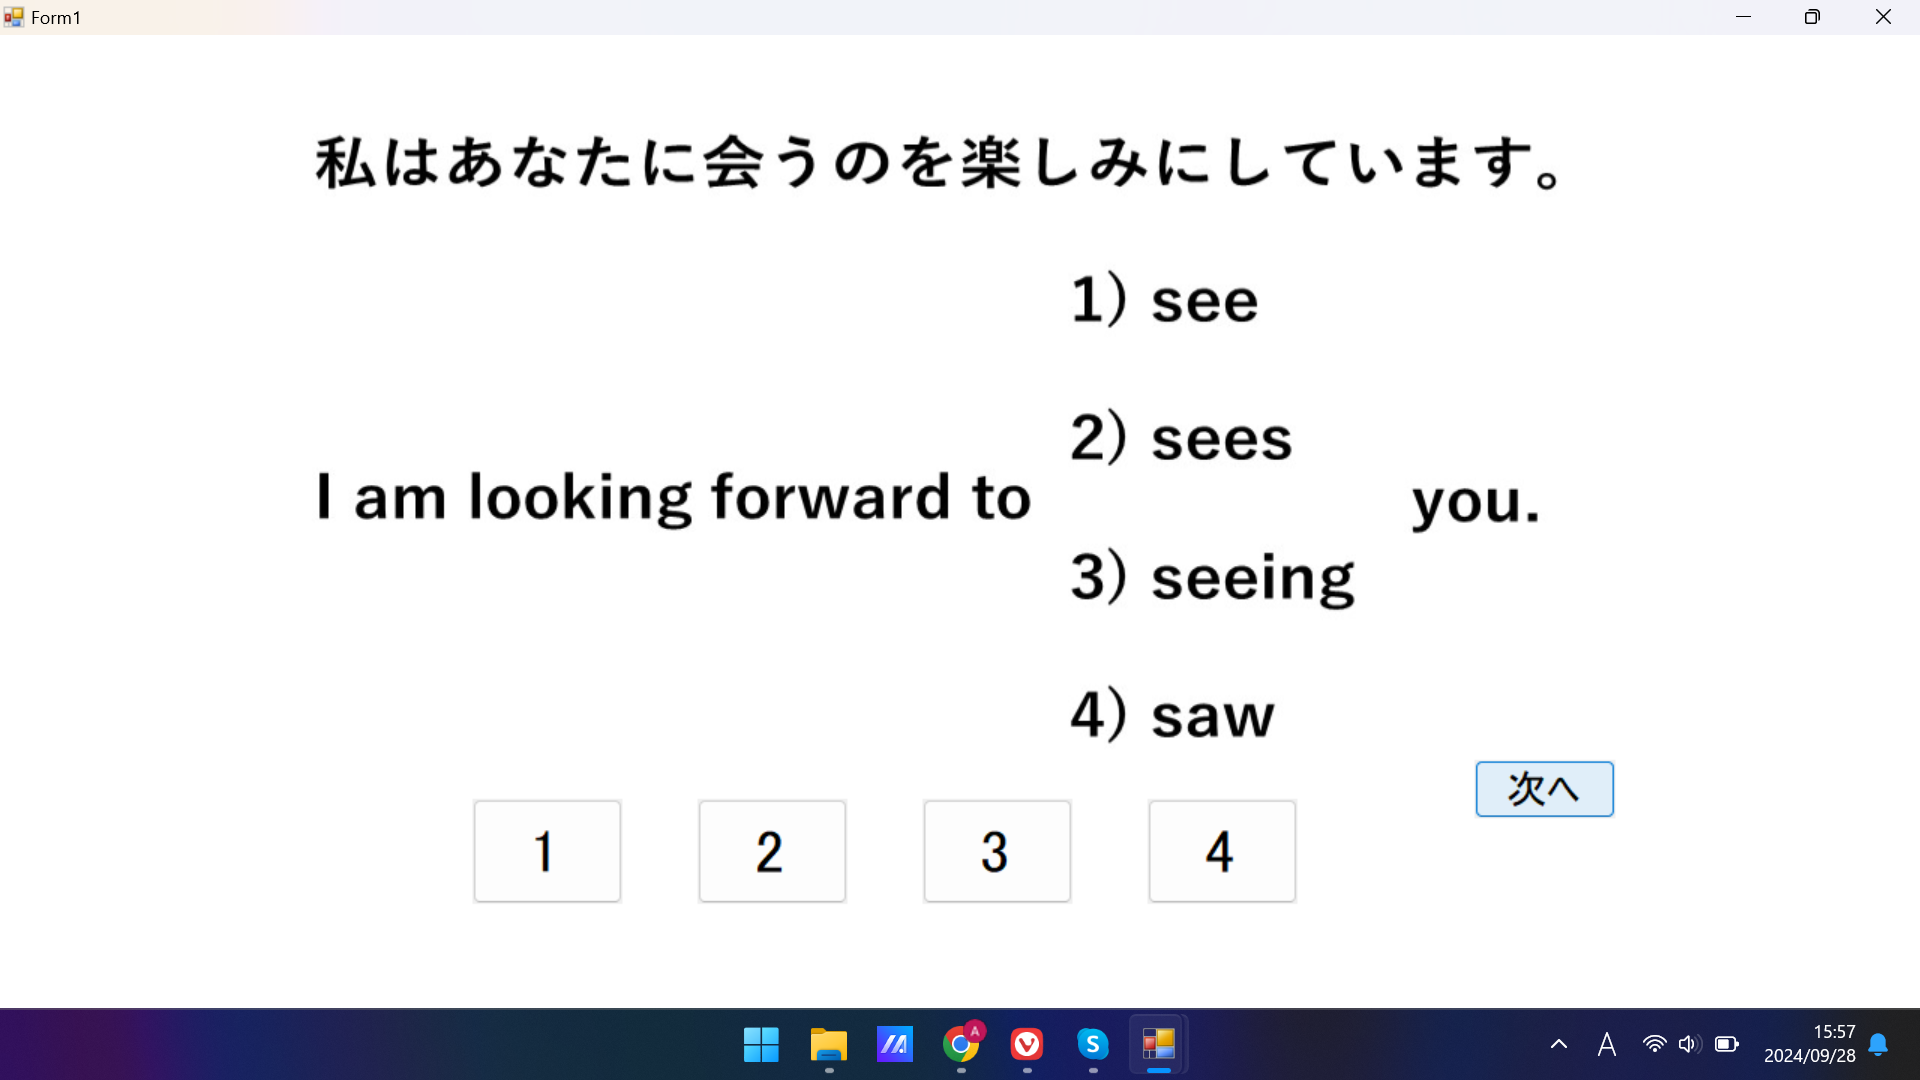 Form1
私はあなたに会うのを楽しみにしています。
1) see
2) sees
I am looking forward to
you.
3) seeing
4) saw
次へ
1
2
3
4
A
S
A
15:57
2024/09/28